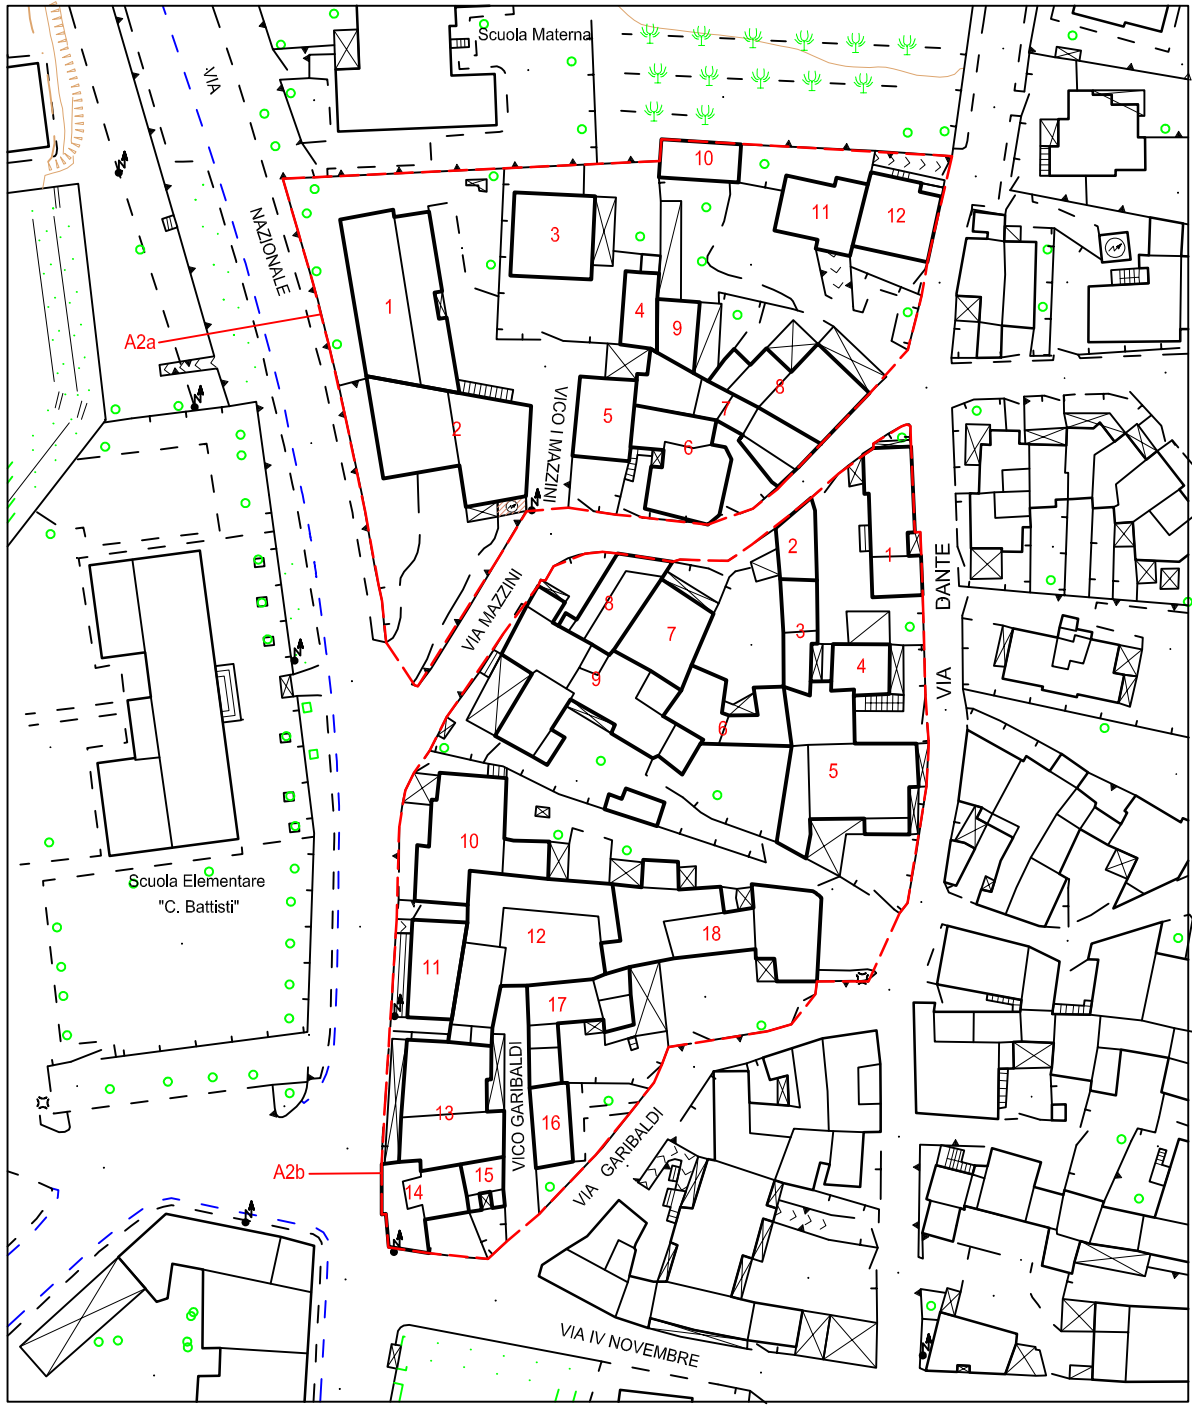 Scuola Materna
VIA
NAZIONALE
10
11
12
3
1
4
9
A2a
8
7
5
6
2
VICO I MAZZINI
VIA MAZZINI
2
1
8
7
3
4
9
6
5
VIA DANTE
10
Scuola Elementare
"C. Battisti"
12
18
11
17
VICO GARIBALDI
13
16
VIA GARIBALDI
A2b
14
15
VIA IV NOVEMBRE